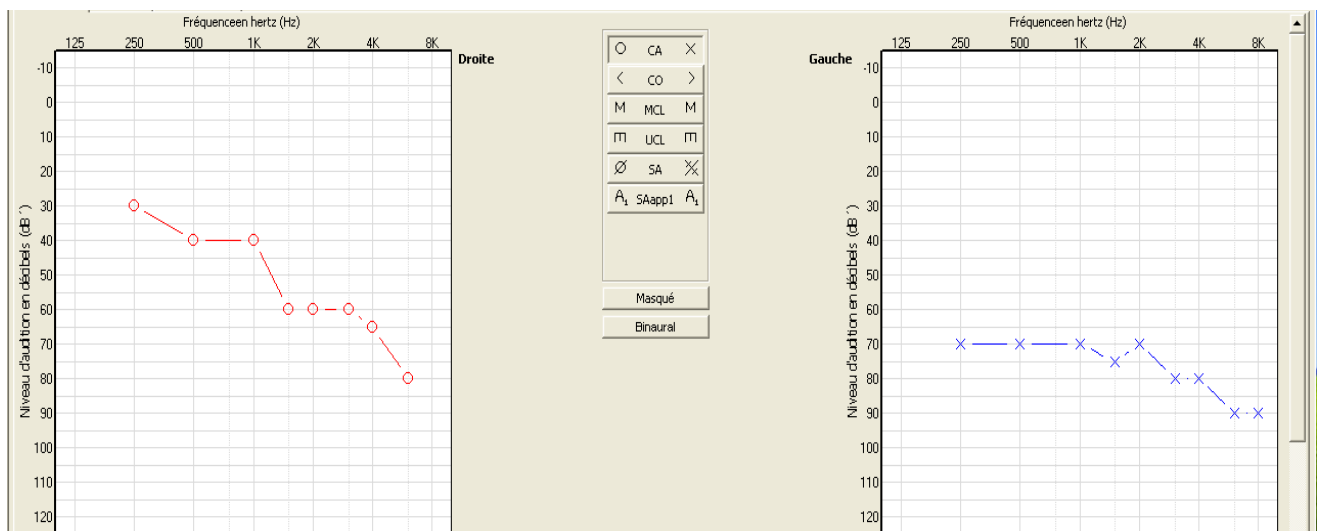 Fréquenceen hertz (Hz)
125 250 500 1K 2K 4K 8K
Droite
-10
0
10
20
30
40
50
60
70
80
90
100
110
120
Niveau d'audition en décibels (dB´)
O CA X
< CO >
M MCL M
UCL
Ø SA
A₁ SAapp1 A₁
Masqué
Binaural
Fréquenceen hertz (Hz)
125 250 500 1K 2K 4K 8K
Gauche
-10
0
10
20
30
40
50
60
70
80
90
100
110
120
Niveau d'audition en décibels (dB´)